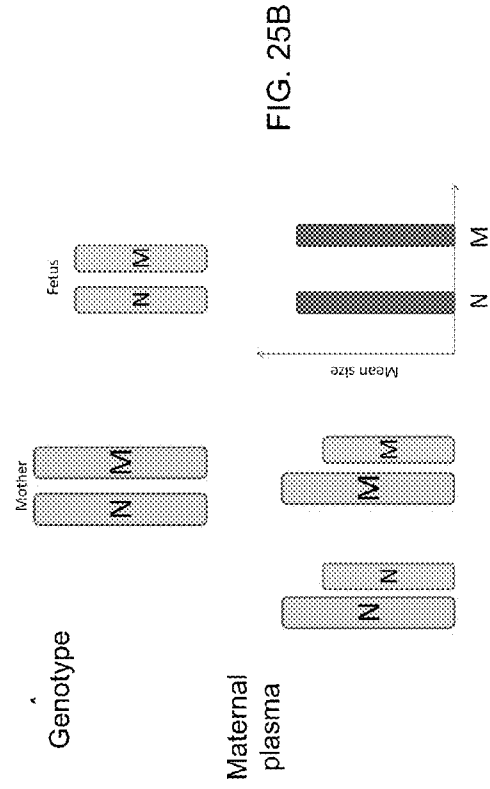 Genotype
Mother
N M
Fetus
N M
Maternal
plasma
N N M M
Mean size
N M
FIG. 25B